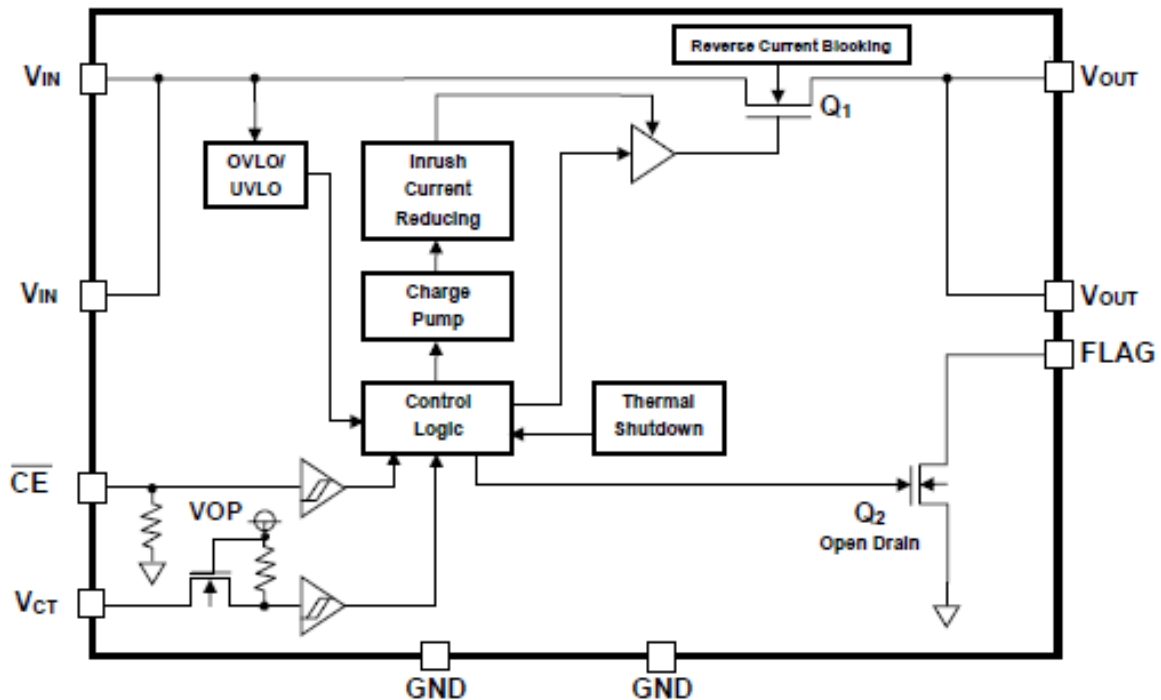 Reverse Current Blooking
VIN
VOUT
Q1
OVLO/
UVLO
Inrush
Current
Reducing
VIN
Charge
Pump
VOUT
FLAG
Control
Logic
Thermal
Shutdown
CE
VOP
Q2
Open Drain
VCT
GND
GND